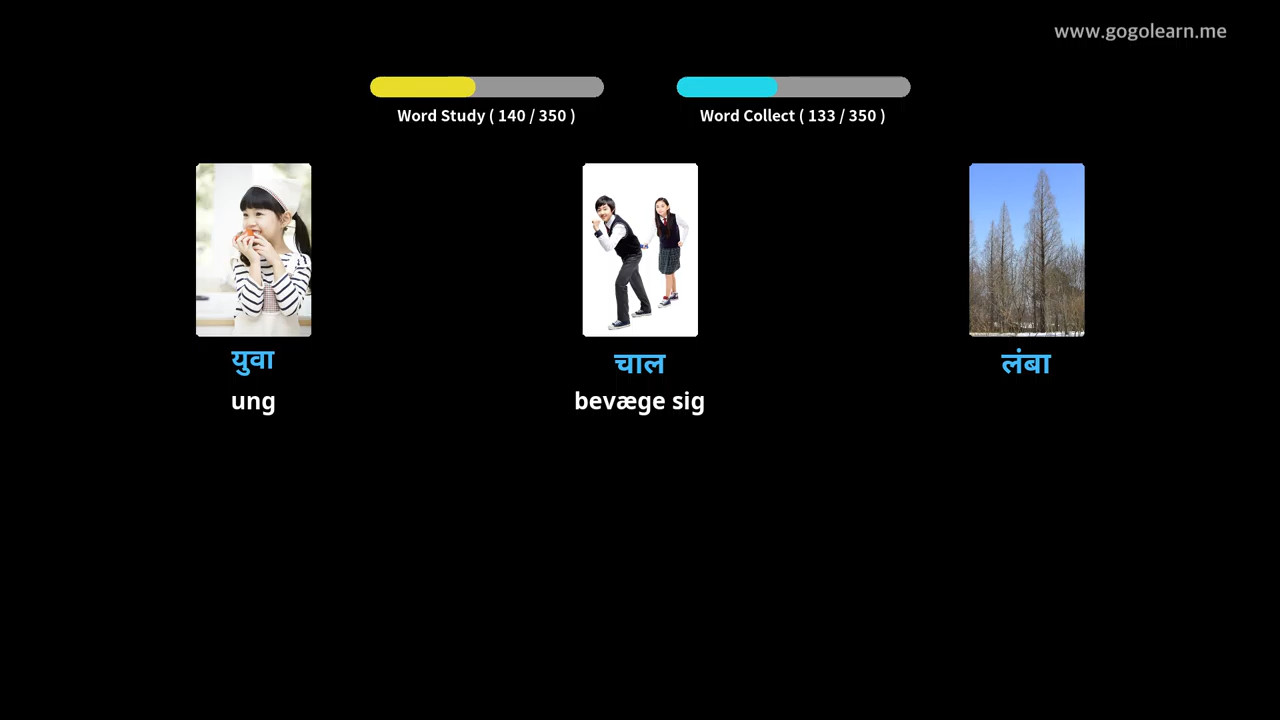 www.gogolearn.me
Word Study ( 140 / 350 )
Word Collect ( 133 / 350 )
युवा
चाल
लंबा
ung
bevæge sig